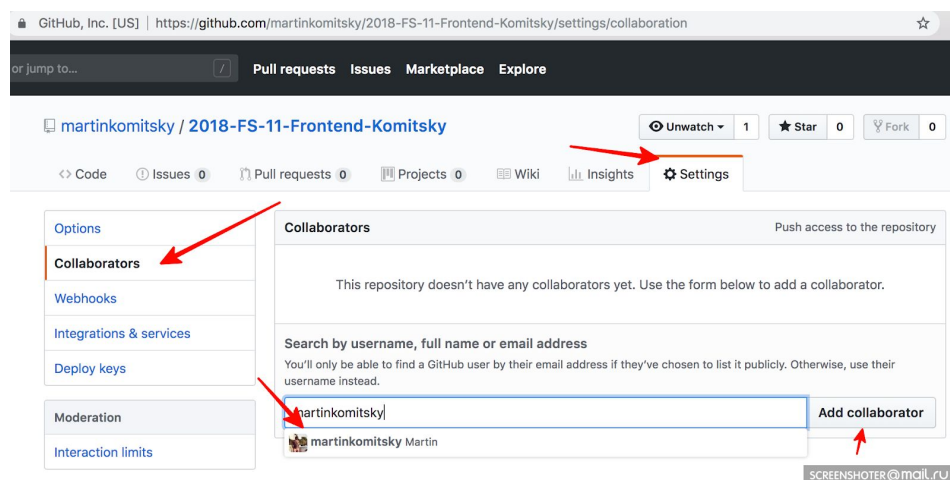 GitHub, Inc. [US] | https://github.com/martinkomitsky/2018-FS-11-Frontend-Komitsky/settings/collaboration
or jump to... / Pull requests Issues Marketplace Explore
martinkomitsky / 2018-FS-11-Frontend-Komitsky Unwatch 1 Star 0 Fork 0
<> Code Issues 0 Pull requests 0 Projects 0 Wiki Insights Settings
Options
Collaborators
Webhooks
Integrations & services
Deploy keys
Moderation
Interaction limits
Collaborators Push access to the repository
This repository doesn't have any collaborators yet. Use the form below to add a collaborator.
Search by username, full name or email address
You'll only be able to find a GitHub user by their email address if they've chosen to list it publicly. Otherwise, use their
username instead.
martinkomitsky Add collaborator
martinkomitsky Martin
SCREENSHOTER@mail.ru